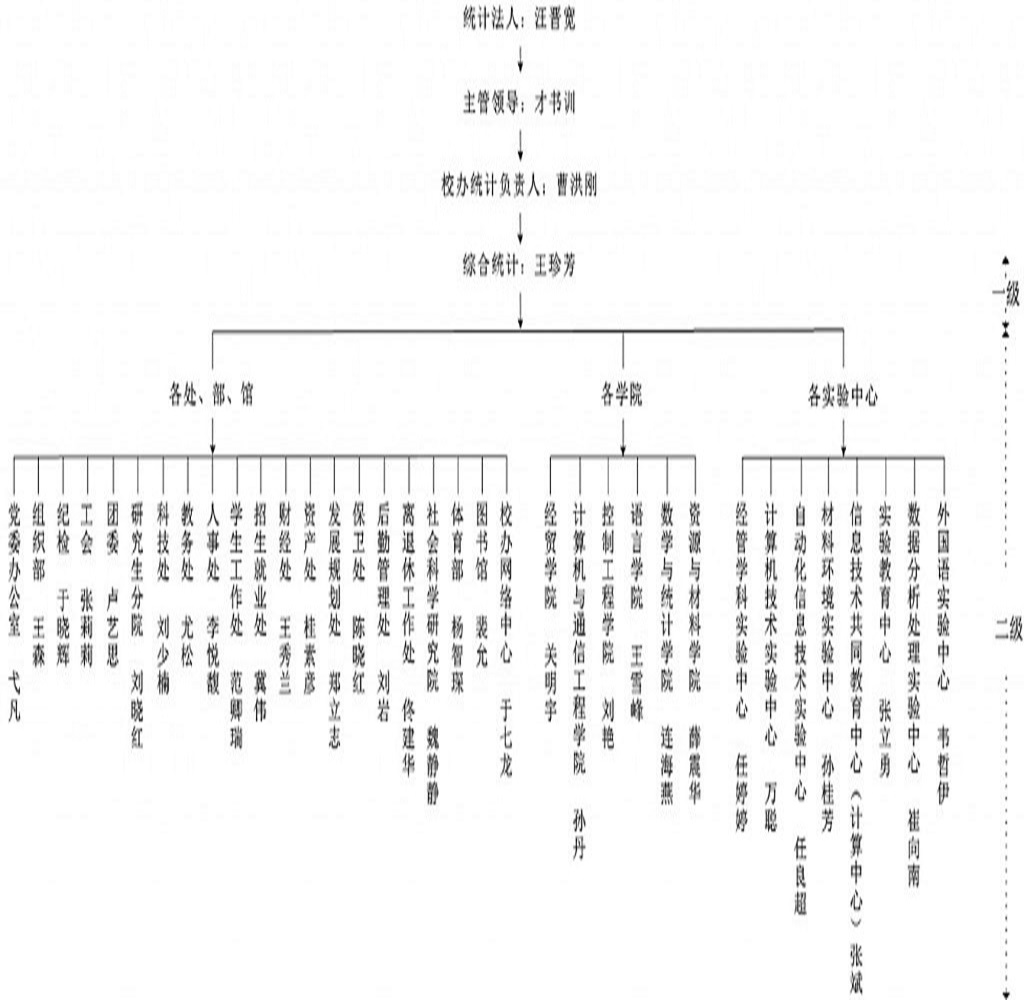 统计法人：汪晋宽
主管领导：才书训
校办统计负责人：曹洪刚
综合统计：王珍芳
一级
二级
各处、部、馆
各学院
各实验中心
党委办公室 弋凡
组织部 王森
纪检 于晓辉
工会 张莉莉
团委 卢艺思
研究生分院 刘晓红
科技处 刘少楠
教务处 尤松
人事处 李悦馥
学生工作处 范卿瑞
招生就业处 冀伟
财经处 王秀兰
资产处 桂素彦
发展规划处 郑立志
保卫处 陈晓红
后勤管理处 刘岩
离退休工作处 佟建华
社会科学研究院 魏静静
体育部 杨智琛
图书馆 裴允
校办网络中心 于七龙
经贸学院 关明宇
计算机与通信工程学院 孙丹
控制工程学院 刘艳
语言学院 王雪峰
数学与统计学院 连海燕
资源与材料学院 薛震华
经管学科实验中心 任婷婷
计算机技术实验中心 万聪
自动化信息技术实验中心 任良超
材料环境实验中心 孙桂芳
信息技术共同教育中心（计算中心）张斌
实验教育中心 张立勇
数据分析处理实验中心 崔向南
外国语实验中心 韦哲伊